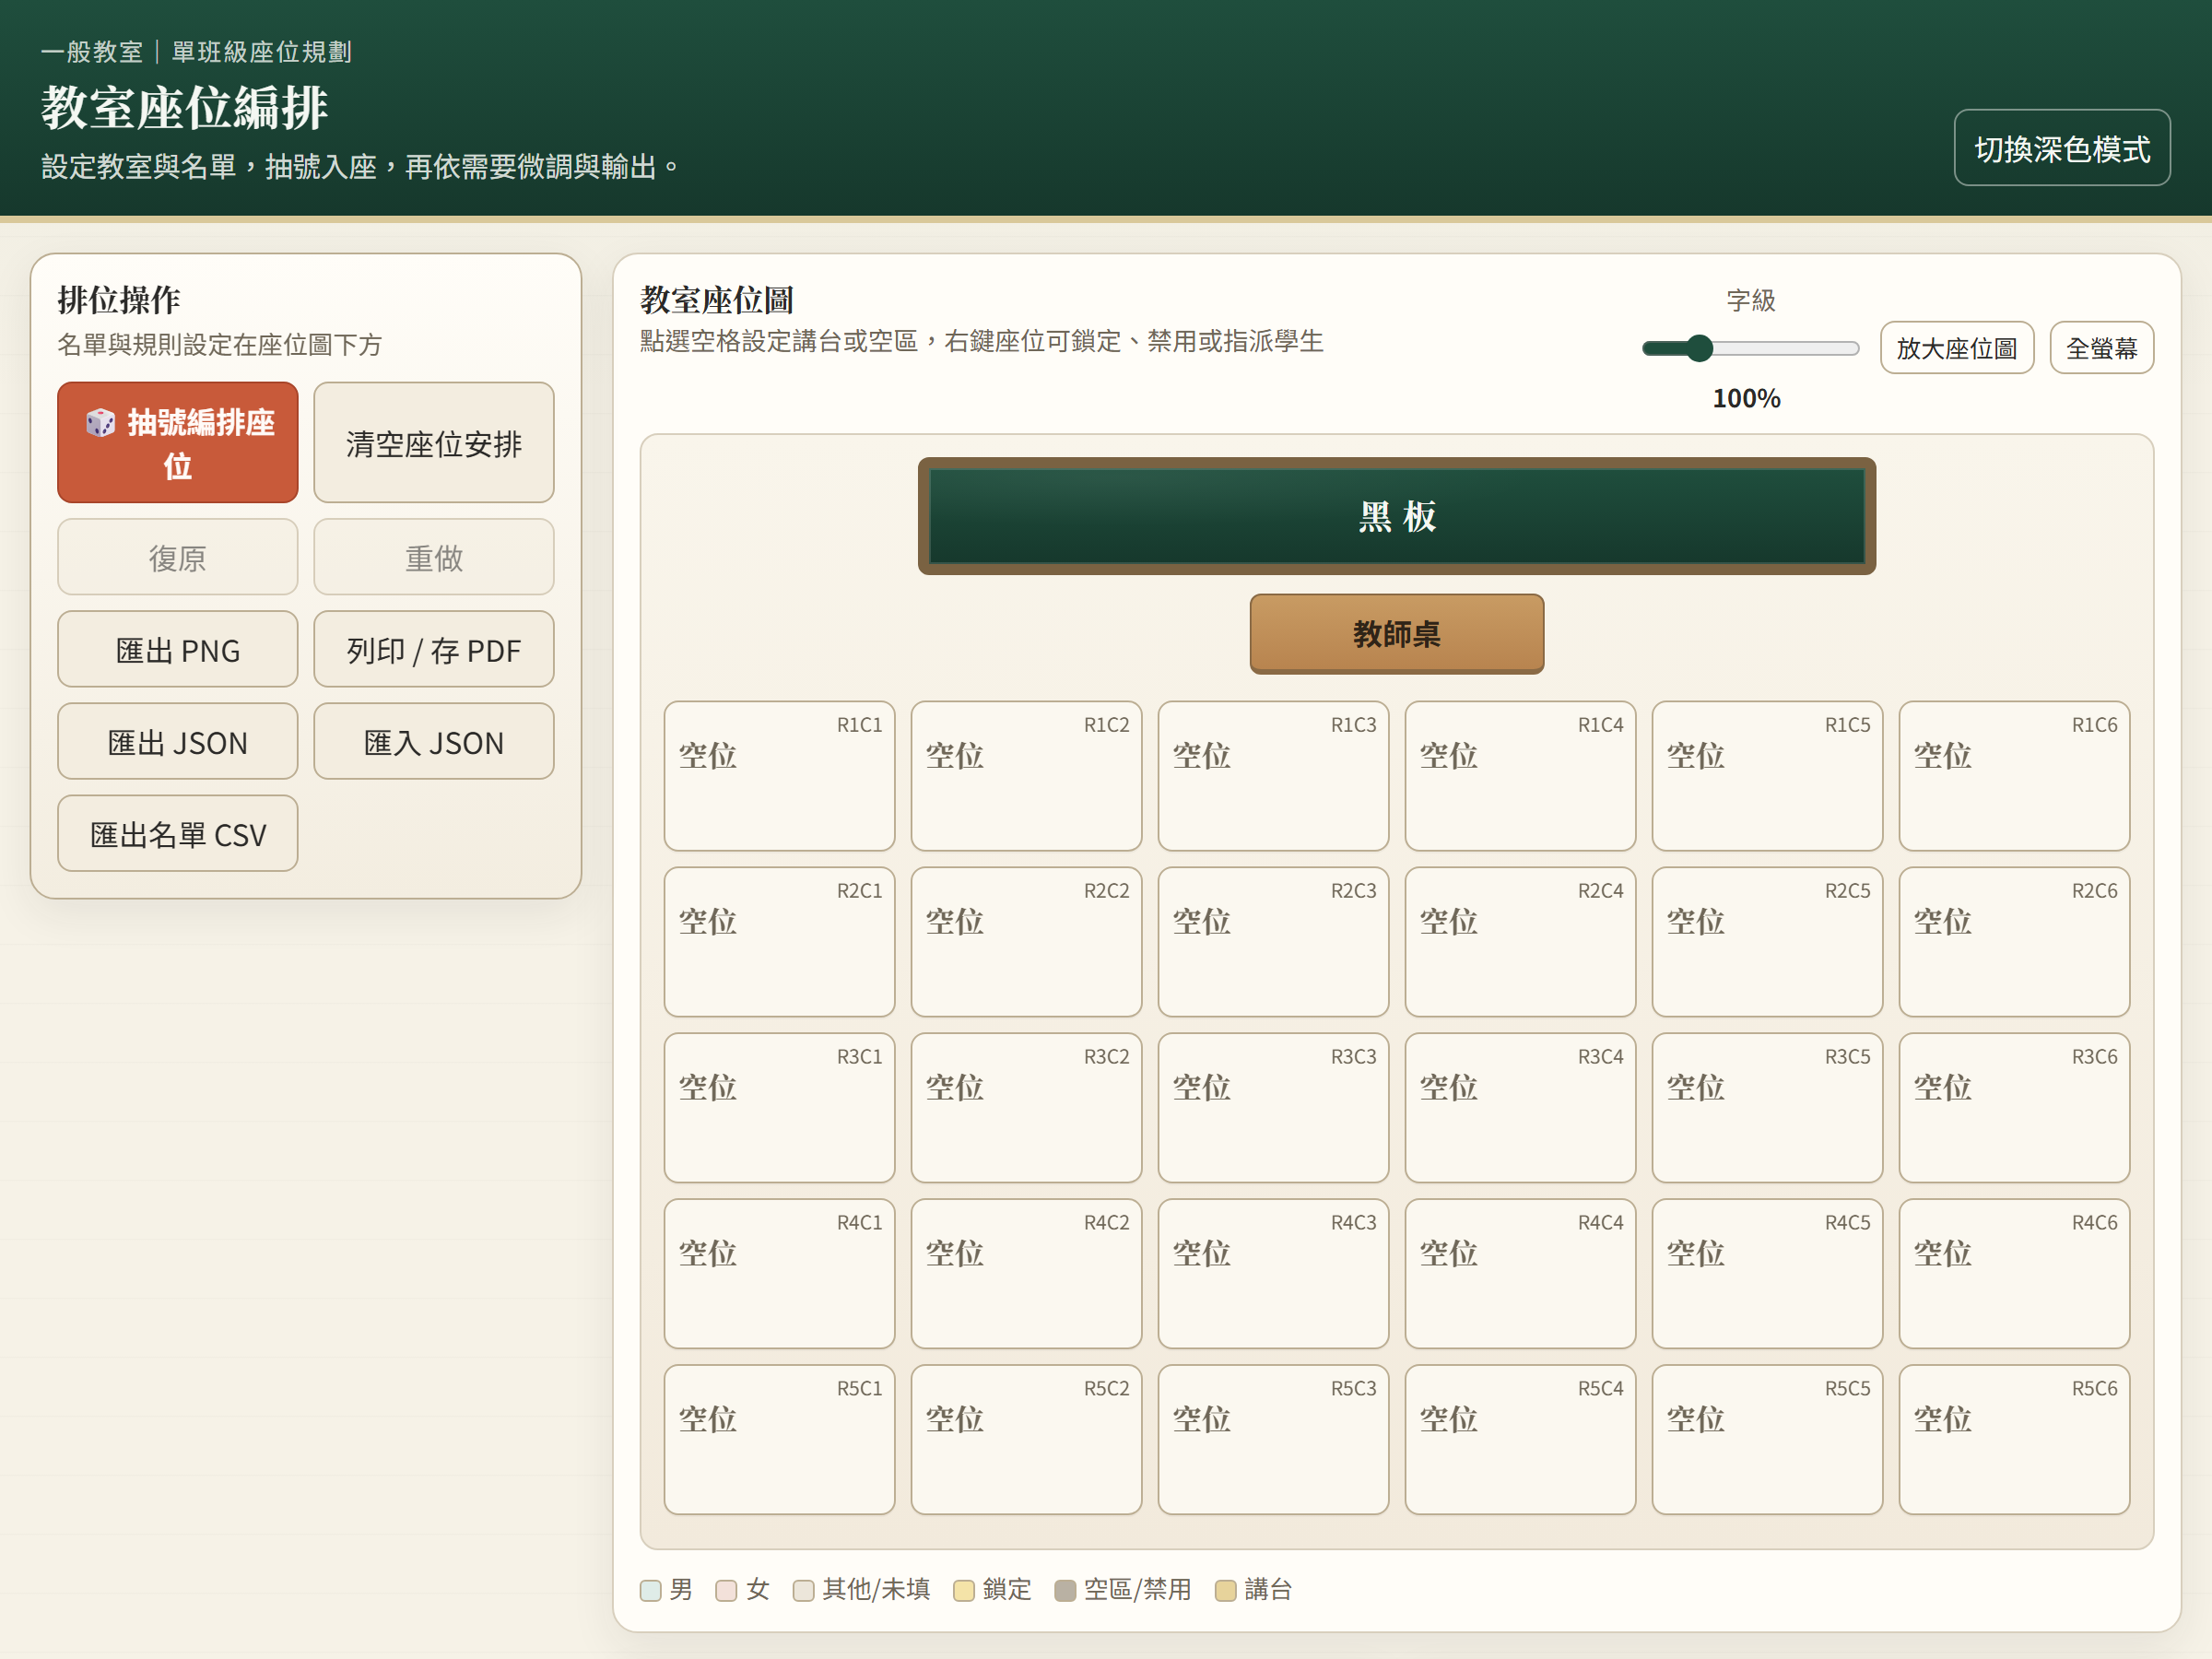 一般教室｜單班級座位規劃
教室座位編排
設定教室與名單，抽號入座，再依需要微調與輸出。
切換深色模式
排位操作
名單與規則設定在座位圖下方
🎲 抽號編排座
位
清空座位安排
復原
重做
匯出 PNG
列印 / 存 PDF
匯出 JSON
匯入 JSON
匯出名單 CSV
教室座位圖
點選空格設定講台或空區，右鍵座位可鎖定、禁用或指派學生
字級
100%
放大座位圖
全螢幕
黑板
教師桌
R1C1
空位
R1C2
空位
R1C3
空位
R1C4
空位
R1C5
空位
R1C6
空位
R2C1
空位
R2C2
空位
R2C3
空位
R2C4
空位
R2C5
空位
R2C6
空位
R3C1
空位
R3C2
空位
R3C3
空位
R3C4
空位
R3C5
空位
R3C6
空位
R4C1
空位
R4C2
空位
R4C3
空位
R4C4
空位
R4C5
空位
R4C6
空位
R5C1
空位
R5C2
空位
R5C3
空位
R5C4
空位
R5C5
空位
R5C6
空位
男
女
其他/未填
鎖定
空區/禁用
講台